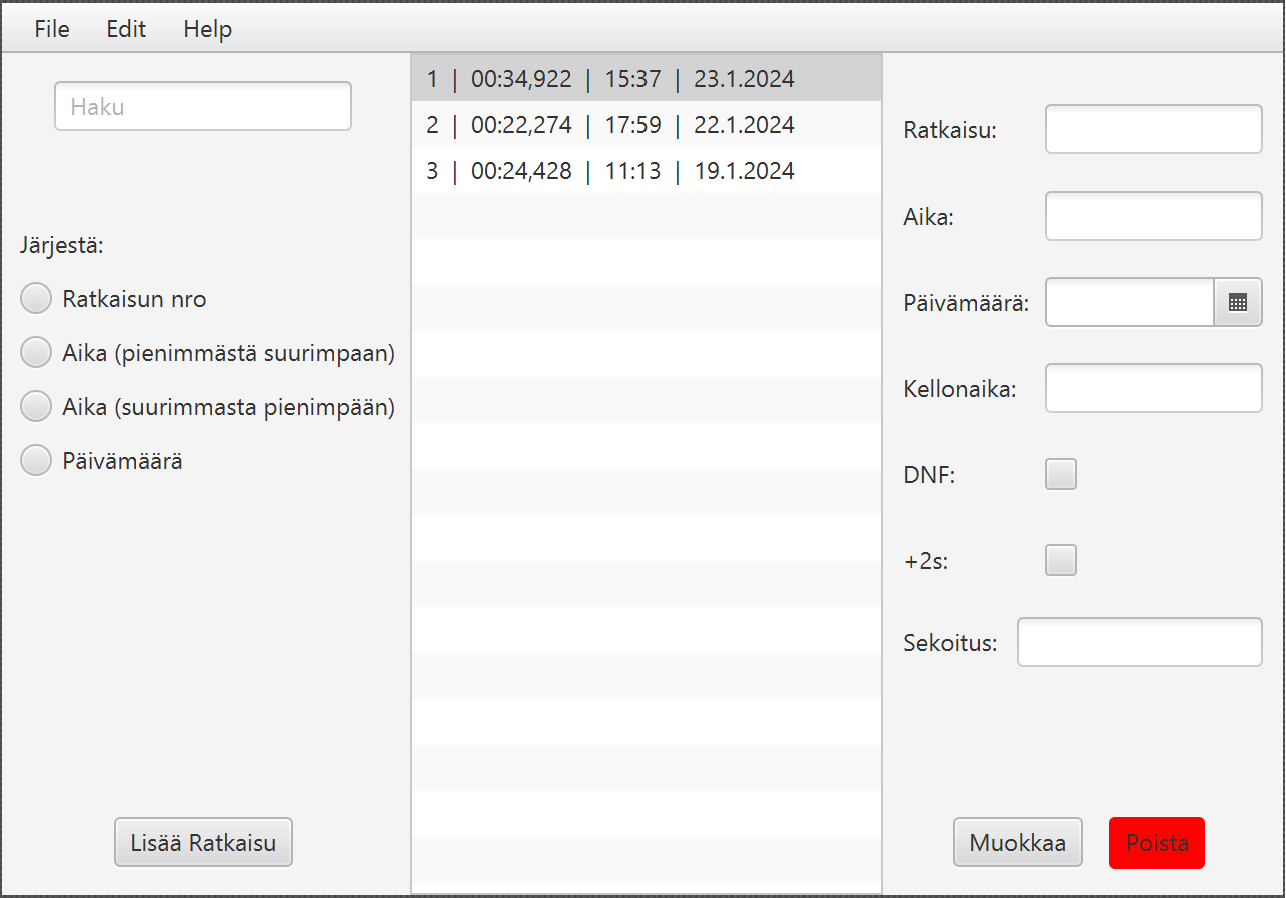 File Edit Help
Haku
Järjestä:
Ratkaisun nro
Aika (pienimmästä suurimpaan)
Aika (suurimmasta pienimpään)
Päivämäärä
Lisää Ratkaisu
1 | 00:34,922 | 15:37 | 23.1.2024
2 | 00:22,274 | 17:59 | 22.1.2024
3 | 00:24,428 | 11:13 | 19.1.2024
Ratkaisu:
Aika:
Päivämäärä:
Kellonaika:
DNF:
+2s:
Sekoitus:
Muokkaa Poista